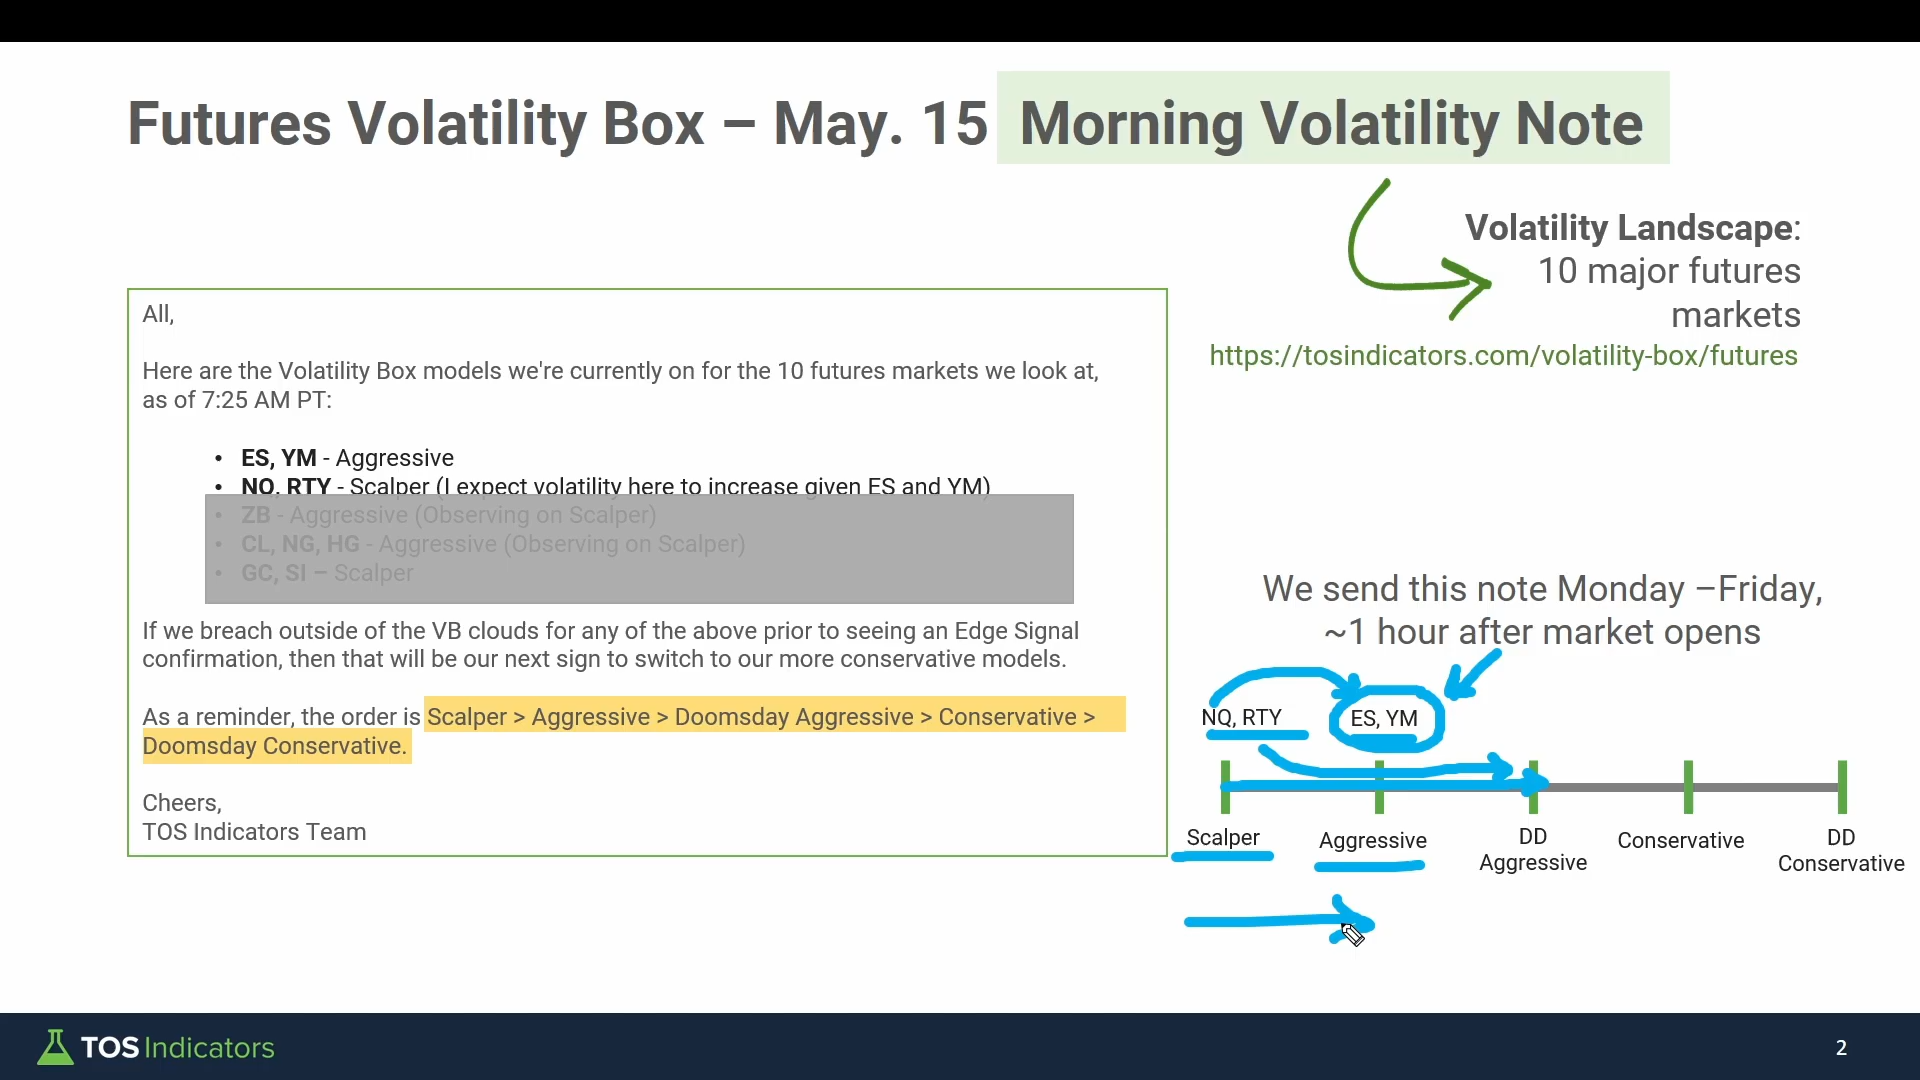 Futures Volatility Box – May. 15 Morning Volatility Note
Volatility Landscape:
10 major futures
markets
https://tosindicators.com/volatility-box/futures
All,
Here are the Volatility Box models we're currently on for the 10 futures markets we look at,
as of 7:25 AM PT:
• ES, YM - Aggressive
• NQ, RTY - Scalper (I expect volatility here to increase given ES and YM)
• ZB - Aggressive (Observing on Scalper)
• CL, NG, HG - Aggressive (Observing on Scalper)
• GC, SI – Scalper
If we breach outside of the VB clouds for any of the above prior to seeing an Edge Signal
confirmation, then that will be our next sign to switch to our more conservative models.
As a reminder, the order is Scalper > Aggressive > Doomsday Aggressive > Conservative >
Doomsday Conservative.
Cheers,
TOS Indicators Team
We send this note Monday –Friday,
~1 hour after market opens
NQ, RTY
ES, YM
Scalper
Aggressive
DD
Aggressive
Conservative
DD
Conservative
TOS Indicators
2